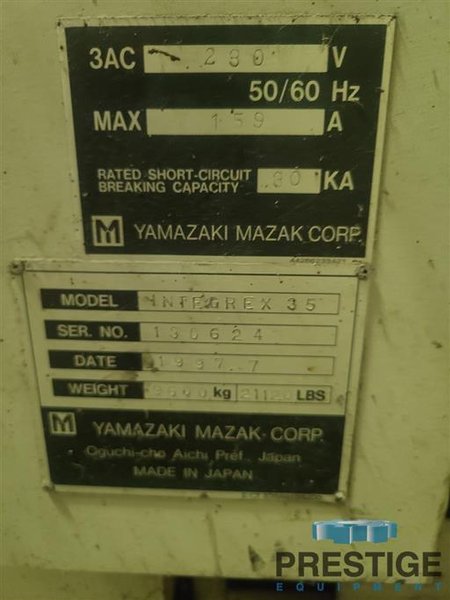 3AC 230 V
50/60 Hz
MAX 159 A
RATED SHORT-CIRCUIT
BREAKING CAPACITY 30 KA
M YAMAZAKI MAZAK CORP.
MODEL INTEGREX 35
SER. NO. 130624
DATE 1997.7
WEIGHT kg LBS
M YAMAZAKI MAZAK CORP.
Oguchi-cho Aichi Pref., Japan
MADE IN JAPAN
PRESTIGE
EQUIPMENT